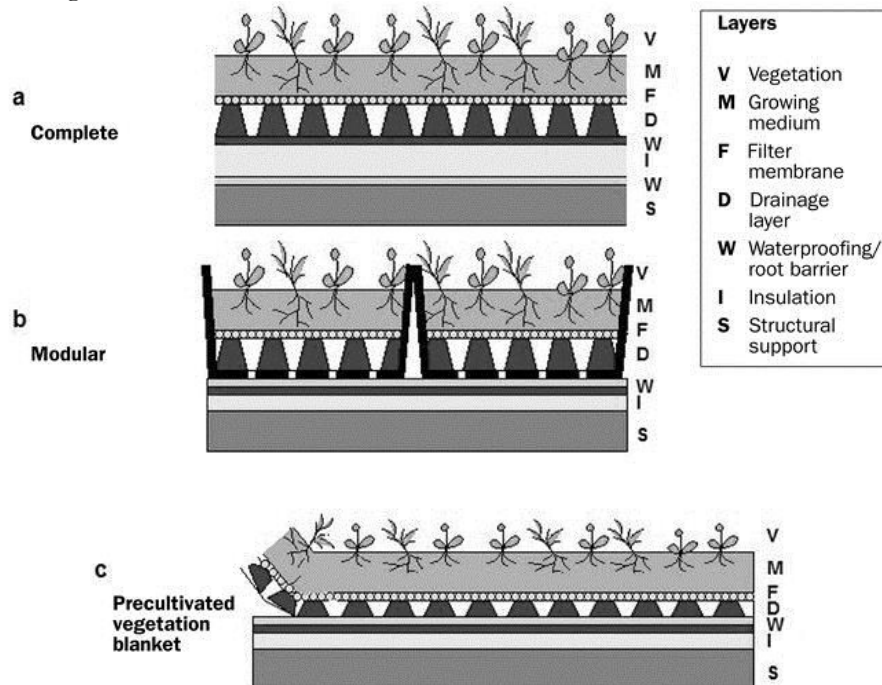 a
Complete
V
M
F
D
W
I
W
S
b
Modular
V
M
F
D
W
I
S
c
Precultivated
vegetation
blanket
V
M
F
D
W
I
S
Layers
V Vegetation
M Growing
medium
F Filter
membrane
D Drainage
layer
W Waterproofing/
root barrier
I Insulation
S Structural
support